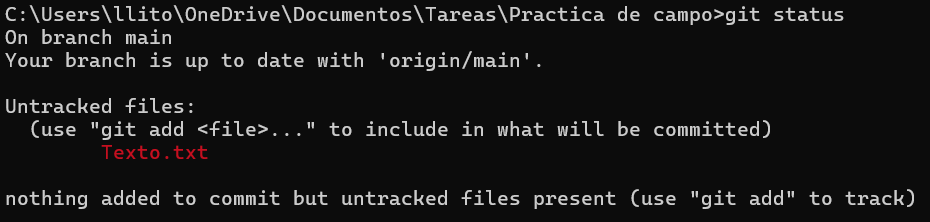 C:\Users\llito\OneDrive\Documentos\Tareas\Practica de campo>git status
On branch main
Your branch is up to date with 'origin/main'.
Untracked files:
(use "git add <file>..." to include in what will be committed)
Texto.txt
nothing added to commit but untracked files present (use "git add" to track)